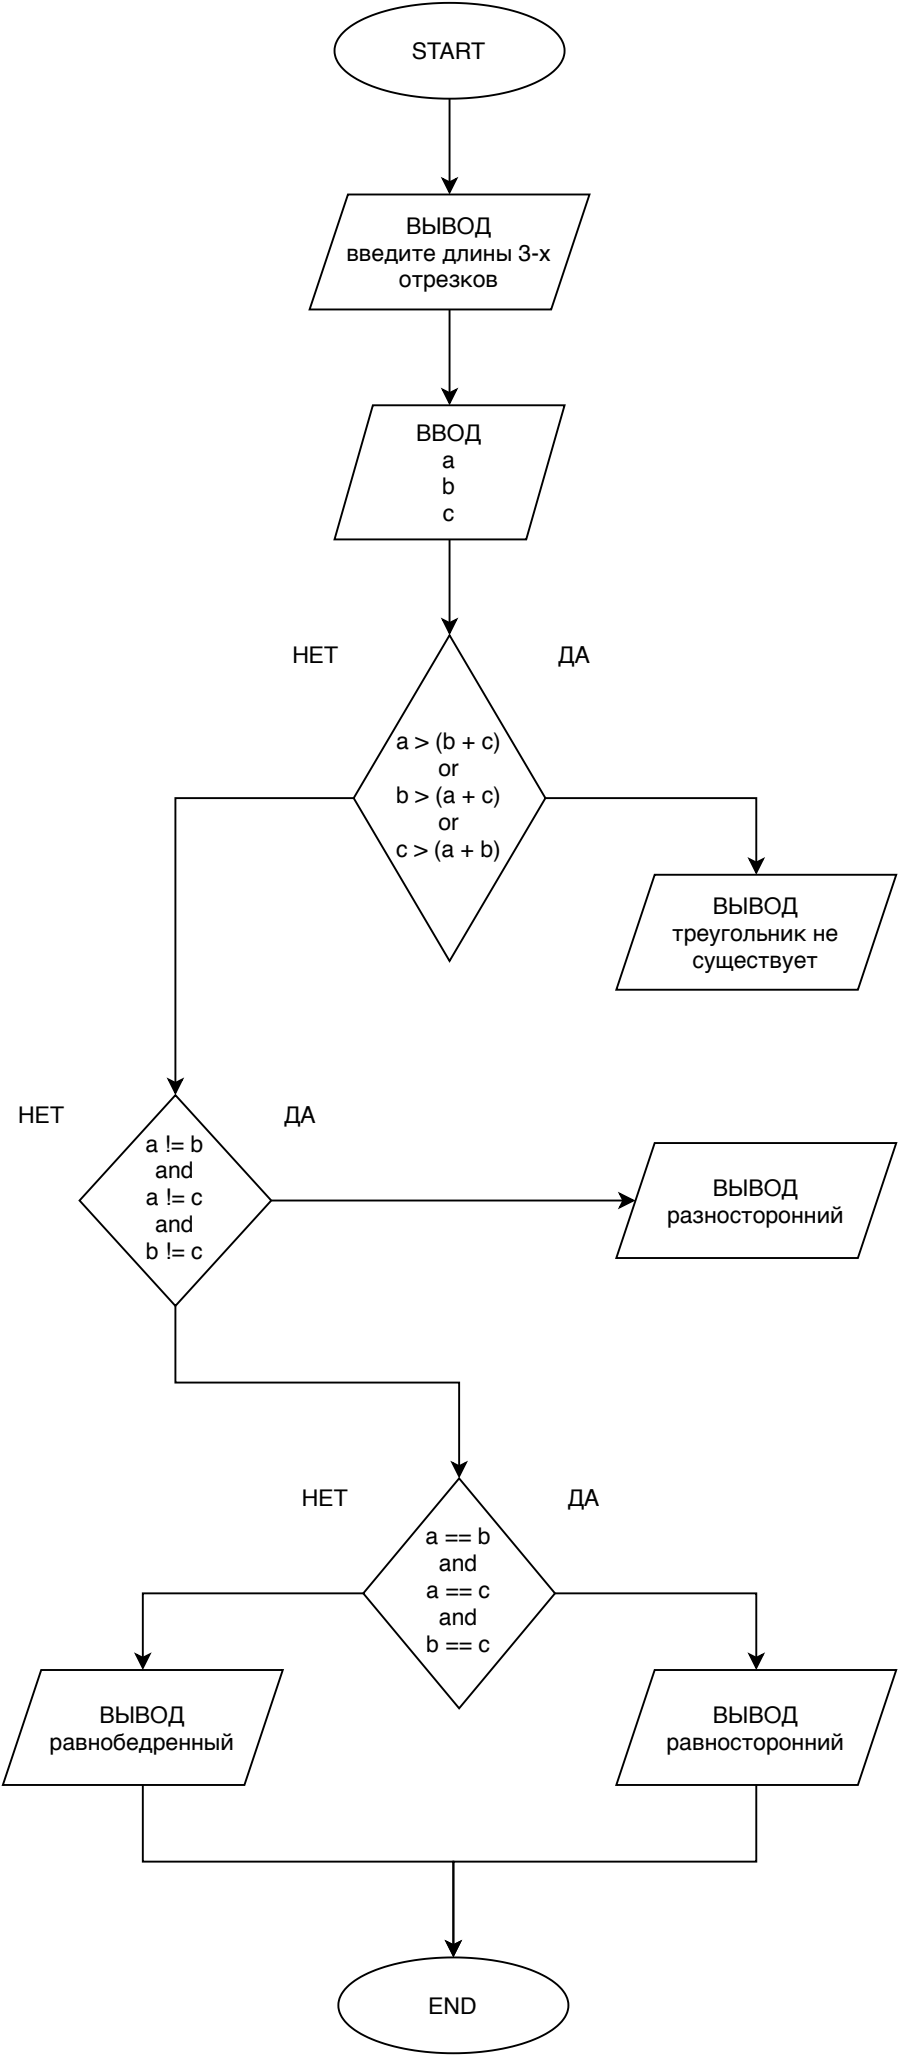 START
ВЫВОД
введите длины 3-х
отрезков
ВВОД
a
b
c
НЕТ
ДА
a > (b + c)
or
b > (a + c)
or
c > (a + b)
ВЫВОД
треугольник не
существует
НЕТ
ДА
a != b
and
a != c
and
b != c
ВЫВОД
разносторонний
НЕТ
ДА
a == b
and
a == c
and
b == c
ВЫВОД
равнобедренный
ВЫВОД
равносторонний
END